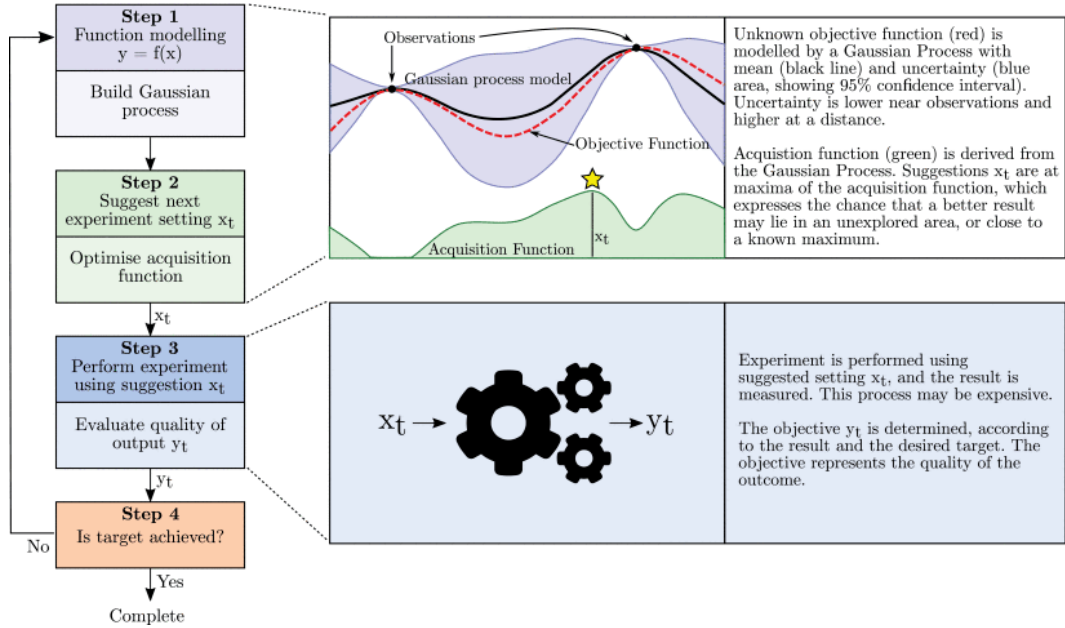 Step 1
Function modelling
y = f(x)
Build Gaussian
process
Step 2
Suggest next
experiment setting xt
Optimise acquisition
function
xt
Step 3
Perform experiment
using suggestion xt
Evaluate quality of
output yt
yt
Step 4
Is target achieved?
No
Yes
Complete
Observations
Gaussian process model
Objective Function
xt
Acquisition Function
Unknown objective function (red) is
modelled by a Gaussian Process with
mean (black line) and uncertainty (blue
area, showing 95% confidence interval).
Uncertainty is lower near observations and
higher at a distance.
Acquistion function (green) is derived from
the Gaussian Process. Suggestions xt are at
maxima of the acquisition function, which
expresses the chance that a better result
may lie in an unexplored area, or close to
a known maximum.
xt
yt
Experiment is performed using
suggested setting xt, and the result is
measured. This process may be expensive.
The objective yt is determined, according
to the result and the desired target. The
objective represents the quality of the
outcome.